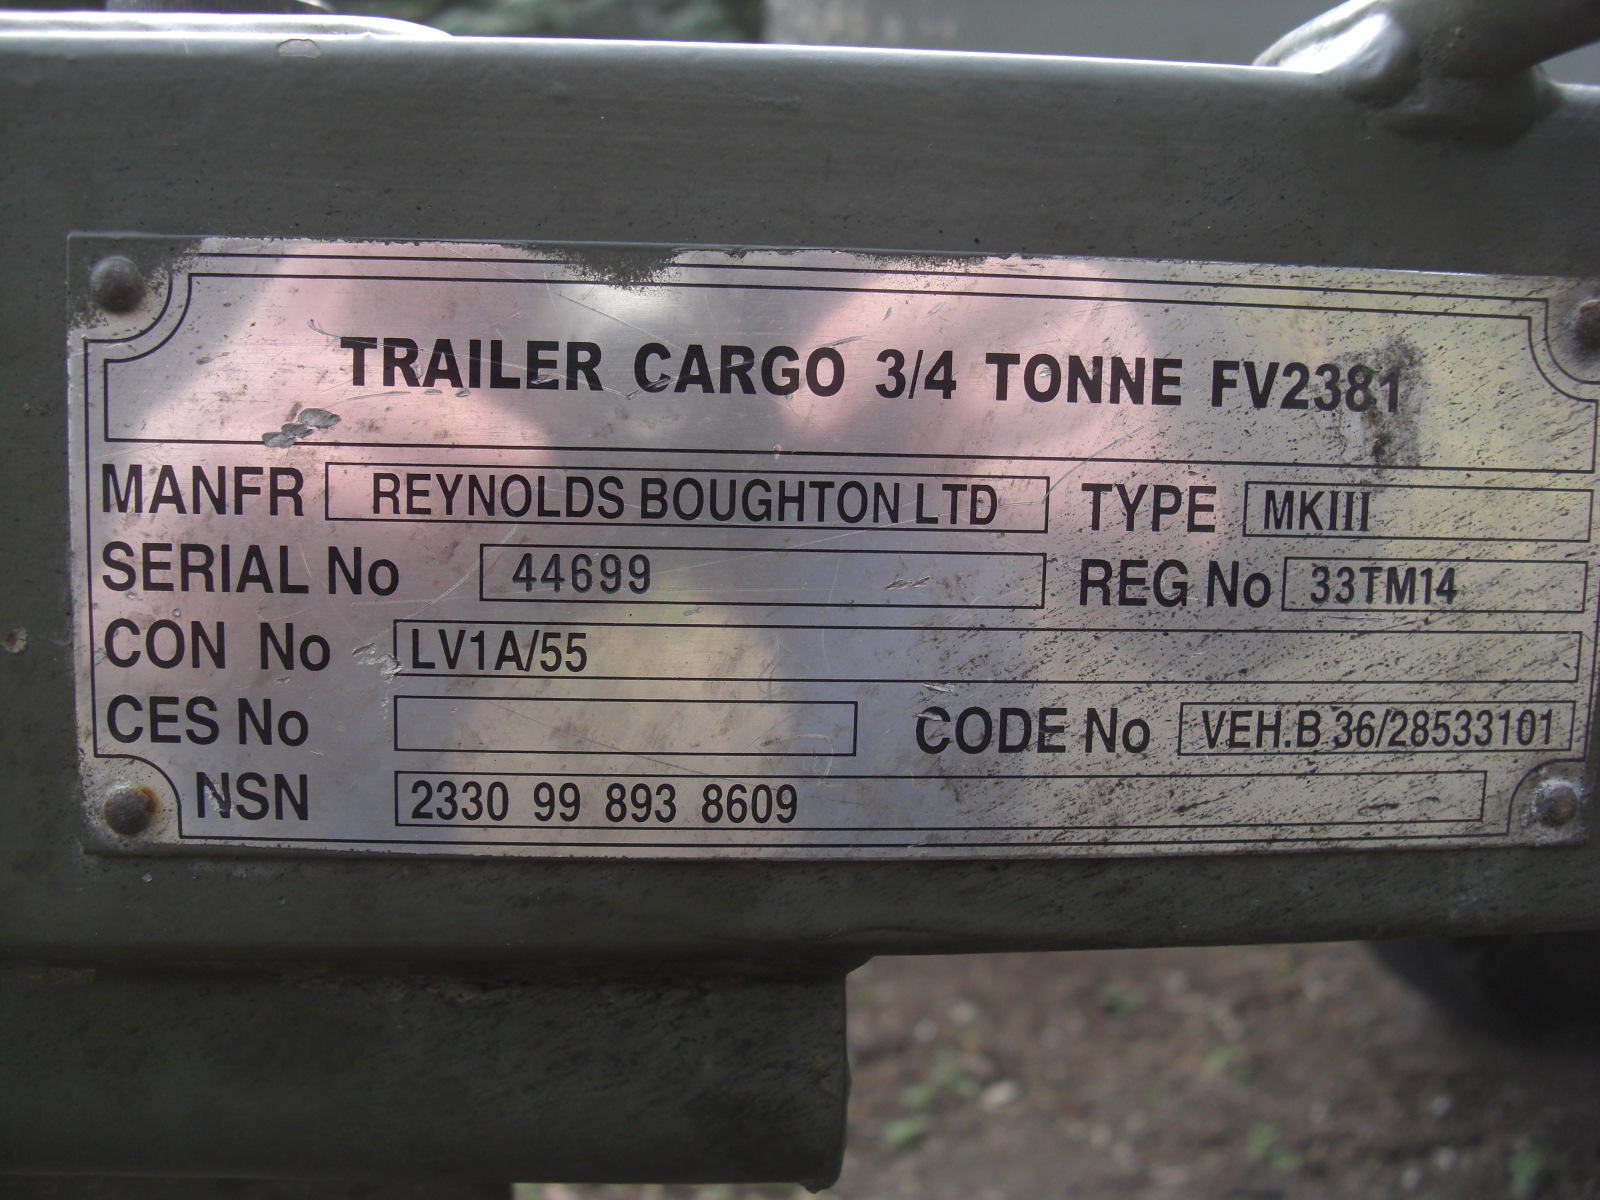 TRAILER CARGO 3/4 TONNE FV2381
MANFR REYNOLDS BOUGHTON LTD TYPE MKIII
SERIAL No 44699 REG No 33TM14
CON No LV1A/55
CES No CODE No VEH.B 36/28533101
NSN 2330 99 893 8609